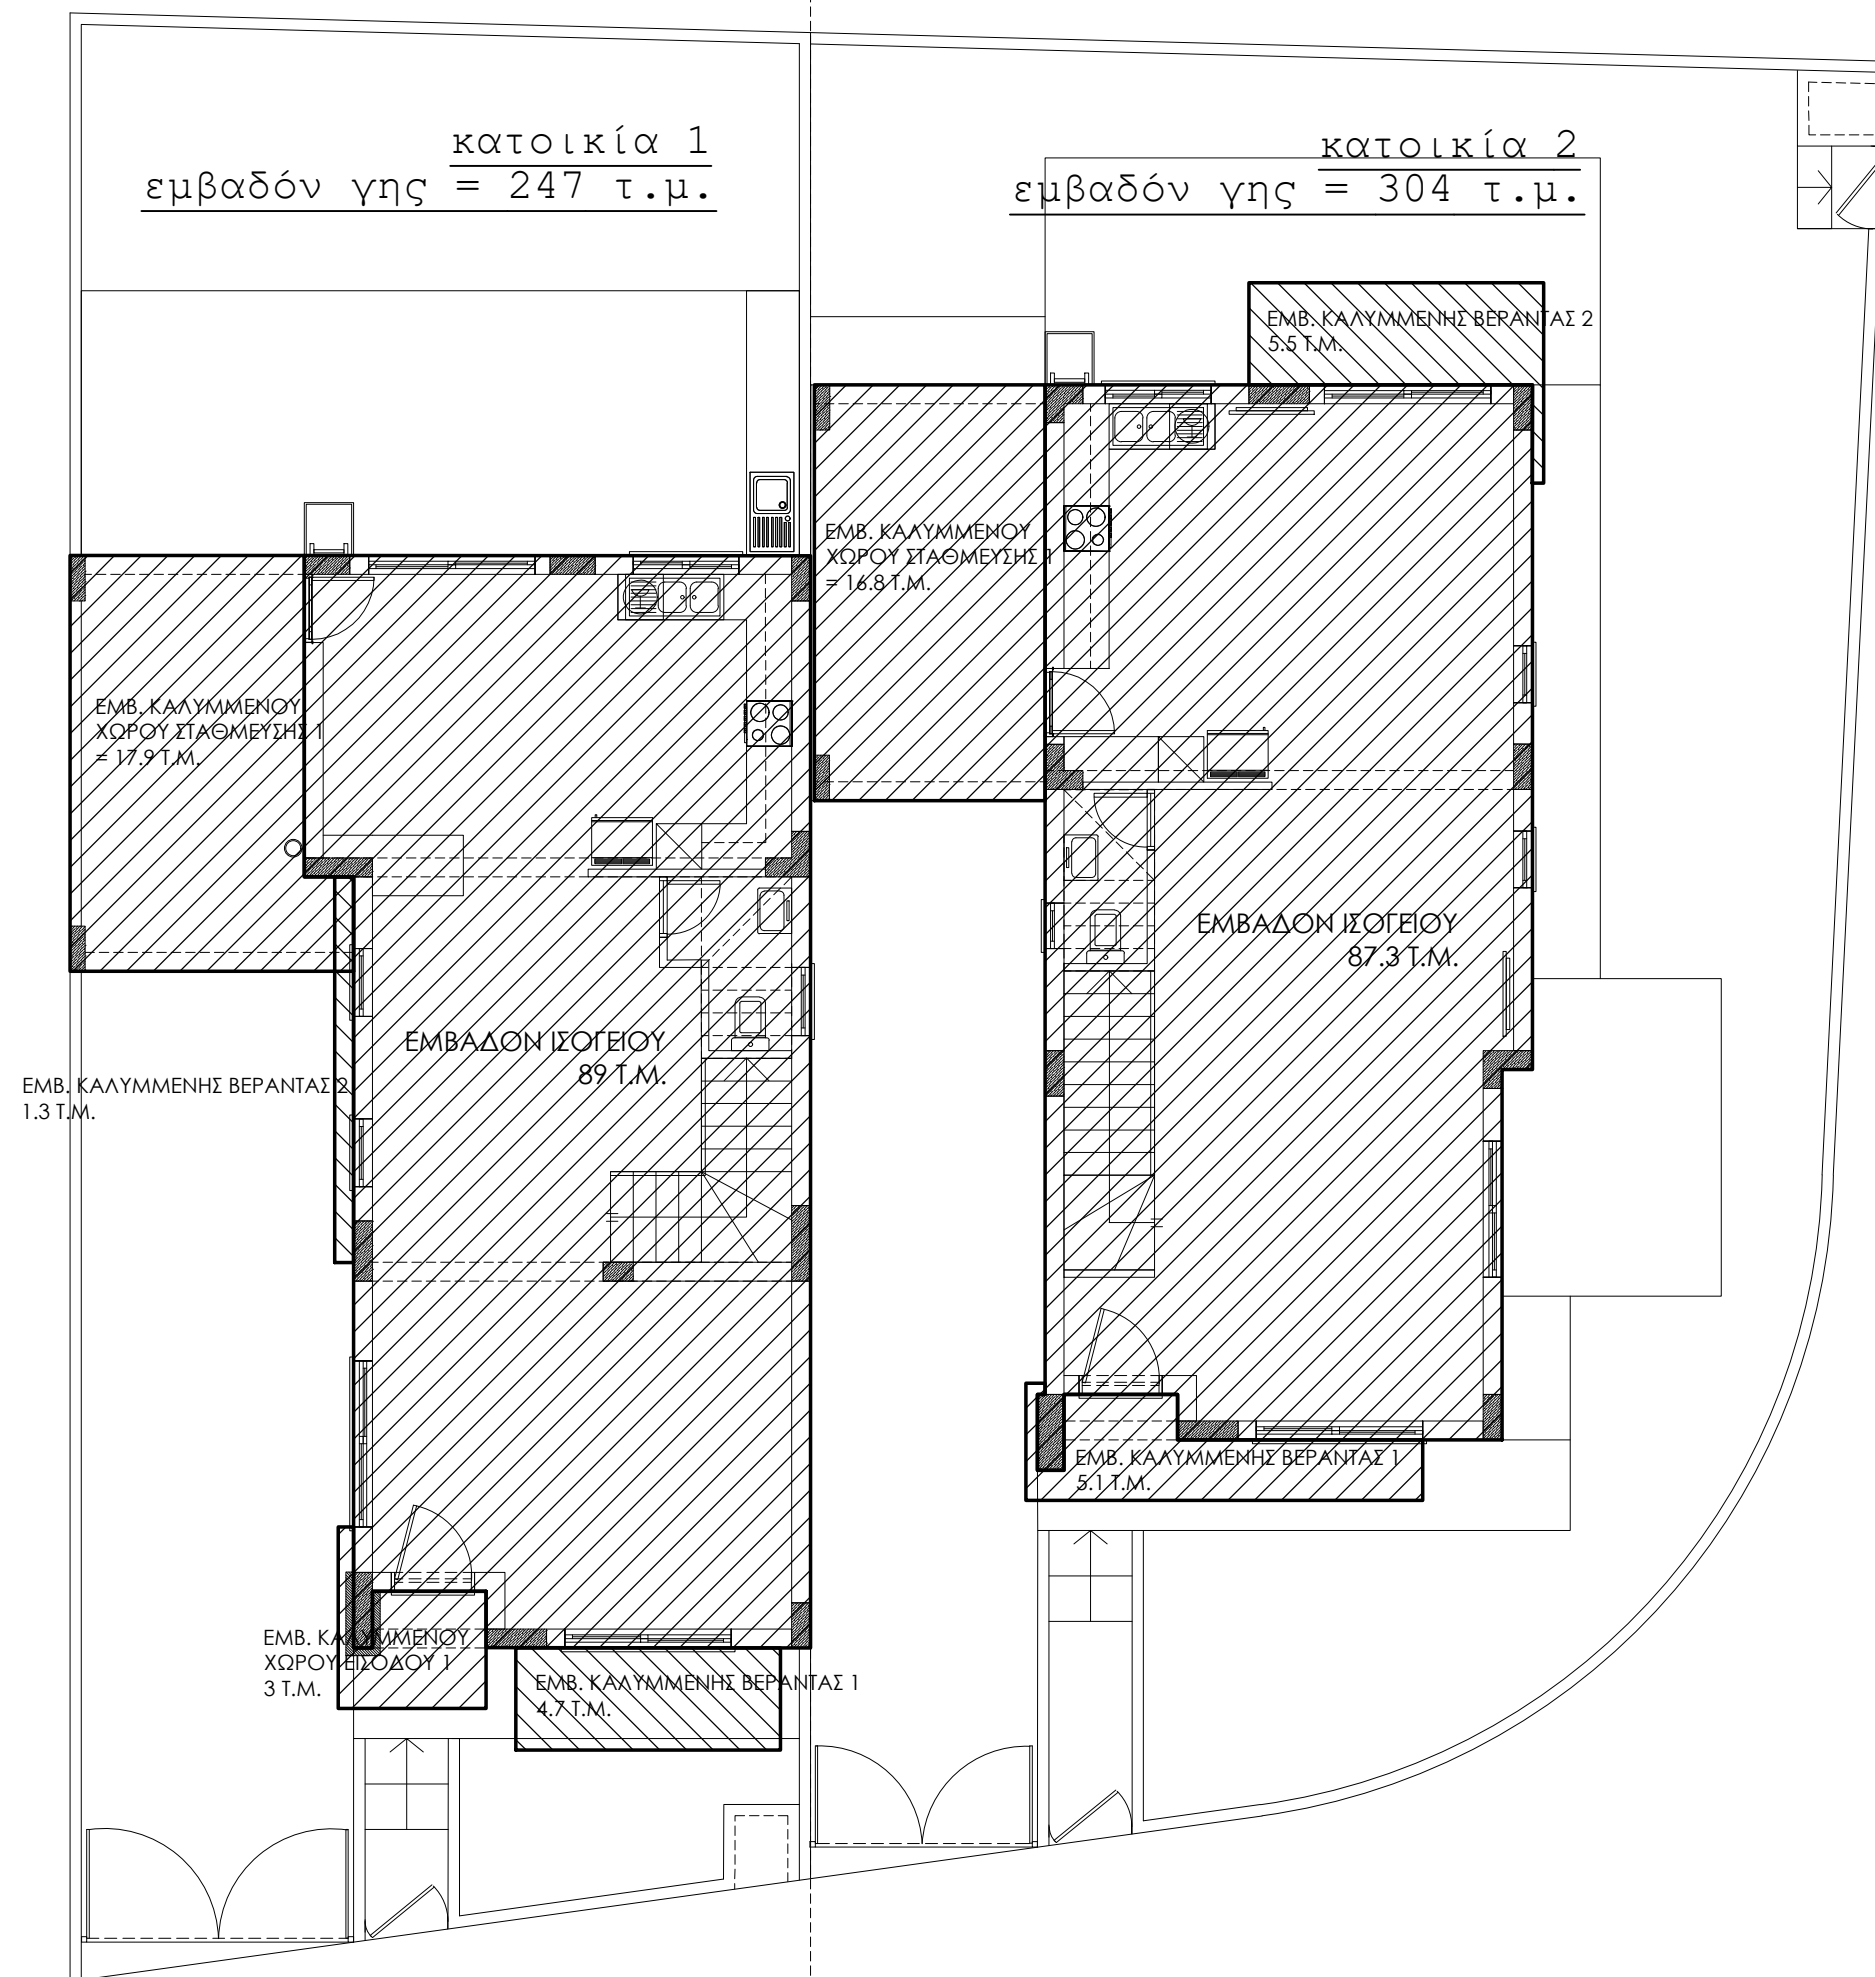 κατοικία 1
εμβαδόν γης = 247 τ.μ.
κατοικία 2
εμβαδόν γης = 304 τ.μ.
ΕΜΒ. ΚΑΛΥΜΜΕΝΗΣ ΒΕΡΑΝΤΑΣ 2
5.5 Τ.Μ.
ΕΜΒ. ΚΑΛΥΜΜΕΝΟΥ
ΧΩΡΟΥ ΣΤΑΘΜΕΥΣΗΣ 1
= 16.8 Τ.Μ.
ΕΜΒ. ΚΑΛΥΜΜΕΝΟΥ
ΧΩΡΟΥ ΣΤΑΘΜΕΥΣΗΣ 1
= 17.9 Τ.Μ.
ΕΜΒΑΔΟΝ ΙΣΟΓΕΙΟΥ
87.3 Τ.Μ.
ΕΜΒΑΔΟΝ ΙΣΟΓΕΙΟΥ
89 Τ.Μ.
ΕΜΒ. ΚΑΛΥΜΜΕΝΗΣ ΒΕΡΑΝΤΑΣ 2
1.3 Τ.Μ.
ΕΜΒ. ΚΑΛΥΜΜΕΝΗΣ ΒΕΡΑΝΤΑΣ 1
5.1 Τ.Μ.
ΕΜΒ. ΚΑΛΥΜΜΕΝΟΥ
ΧΩΡΟΥ ΕΙΣΟΔΟΥ 1
3 Τ.Μ.
ΕΜΒ. ΚΑΛΥΜΜΕΝΗΣ ΒΕΡΑΝΤΑΣ 1
4.7 Τ.Μ.